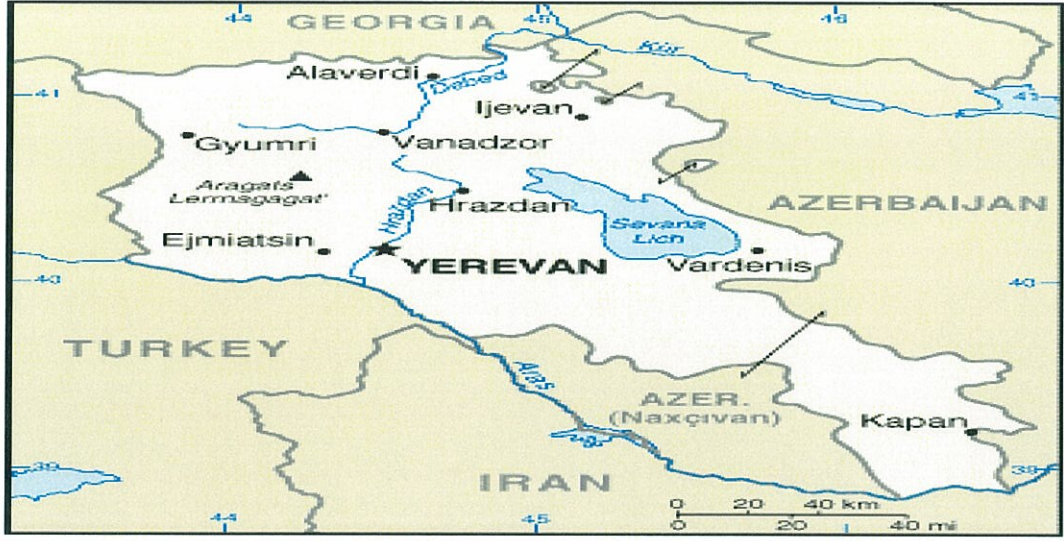 44
45
46
GEORGIA
Kür
Alaverdi
Debed
41
41
Ijevan
Gyumri
Vanadzor
Aragats
Lerrnagagat'
Hrazdan
Hrazdan
AZERBAIJAN
Sevana
Lich
Ejmiatsin
YEREVAN
Vardenis
40
40
TURKEY
Aras
AZER.
(Naxçıvan)
Kapan
39
39
IRAN
0 20 40 km
0 20 40 mi
44
45